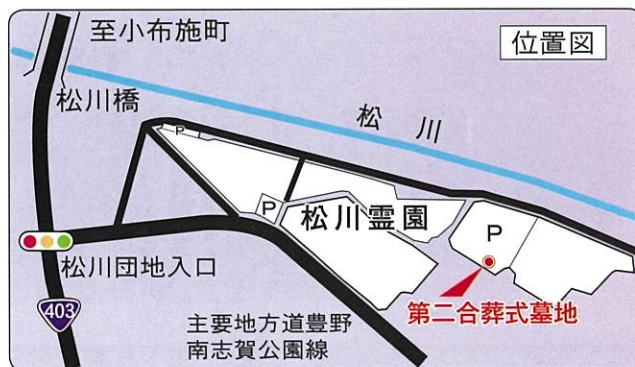 至小布施町
位置図
松川橋
松　川
P
P
松川霊園
P
松川団地入口
第二合葬式墓地
403
主要地方道豊野
南志賀公園線